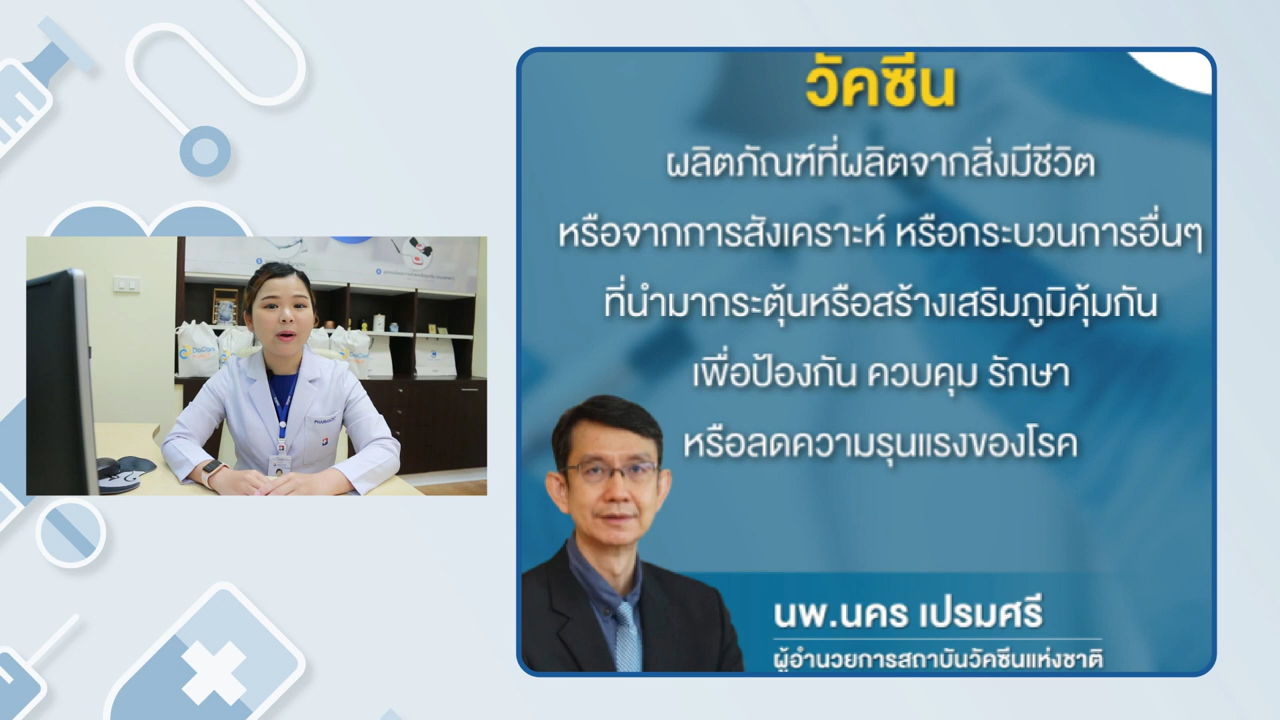 วัคซีน
ผลิตภัณฑ์ที่ผลิตจากสิ่งมีชีวิต
หรือจากการสังเคราะห์ หรือกระบวนการอื่นๆ
ที่นำมากระตุ้นหรือสร้างเสริมภูมิคุ้มกัน
เพื่อป้องกัน ควบคุม รักษา
หรือลดความรุนแรงของโรค
นพ.นคร เปรมศรี
ผู้อำนวยการสถาบันวัคซีนแห่งชาติ